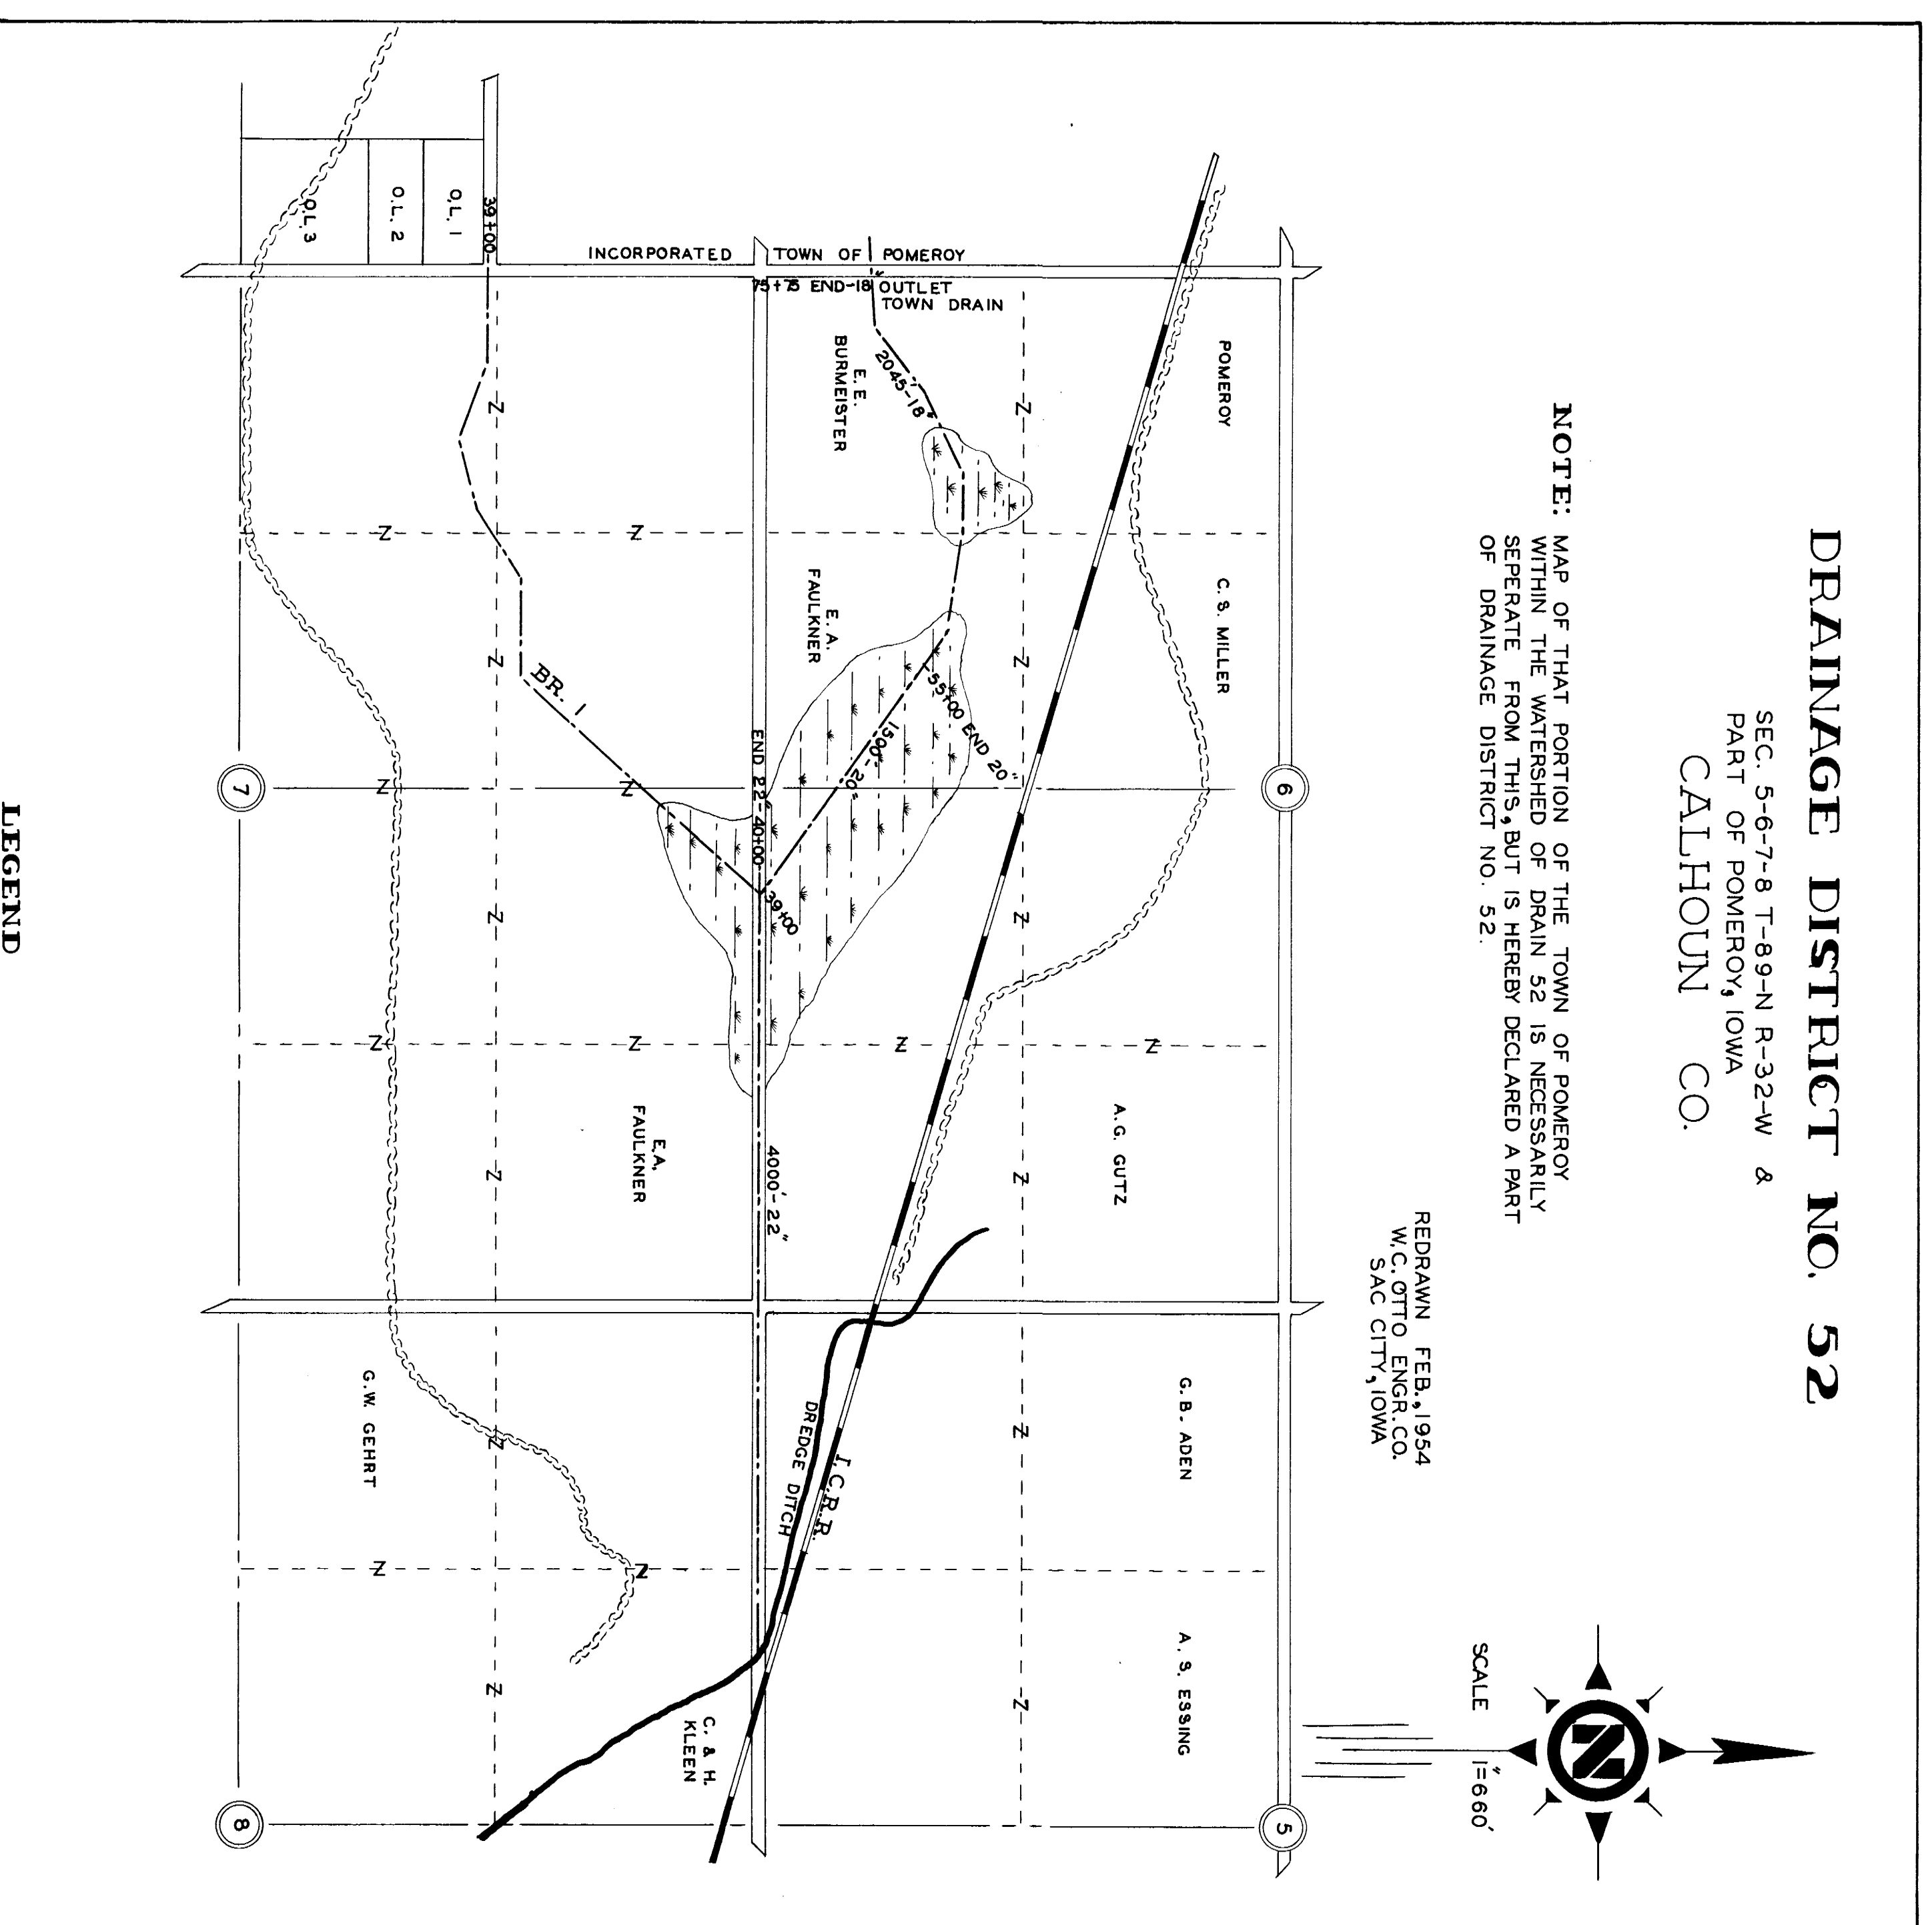 DRAINAGE DISTRICT NO. 52
SEC. 5-6-7-8 T-89-N R-32-W &
PART OF POMEROY, IOWA
CALHOUN CO.
NOTE: MAP OF THAT PORTION OF THE TOWN OF POMEROY
WITHIN THE WATERSHED OF DRAIN 52 IS NECESSARILY
SEPERATE FROM THIS, BUT IS HEREBY DECLARED A PART
OF DRAINAGE DISTRICT NO. 52.
REDRAWN FEB., 1954
W.C. OTTO ENGR. CO.
SAC CITY, IOWA
N
SCALE 1"=660'
6
5
POMEROY
C. S. MILLER
A.G. GUTZ
G.B. ADEN
A. S. ESSING
INCORPORATED TOWN OF POMEROY
75+75 END-18" OUTLET
TOWN DRAIN
2045-18"
E. E.
BURMEISTER
E. A.
FAULKNER
55+00 END 20"
1500'-20"
END 22"-40+00
39+00
4000'-22"
DREDGE DITCH
I.C.R.R.
BR. 1
39+00
O.L. 1
O.L. 2
O.L. 3
E.A.
FAULKNER
G.W. GEHRT
C. & H.
KLEEN
7
8
LEGEND